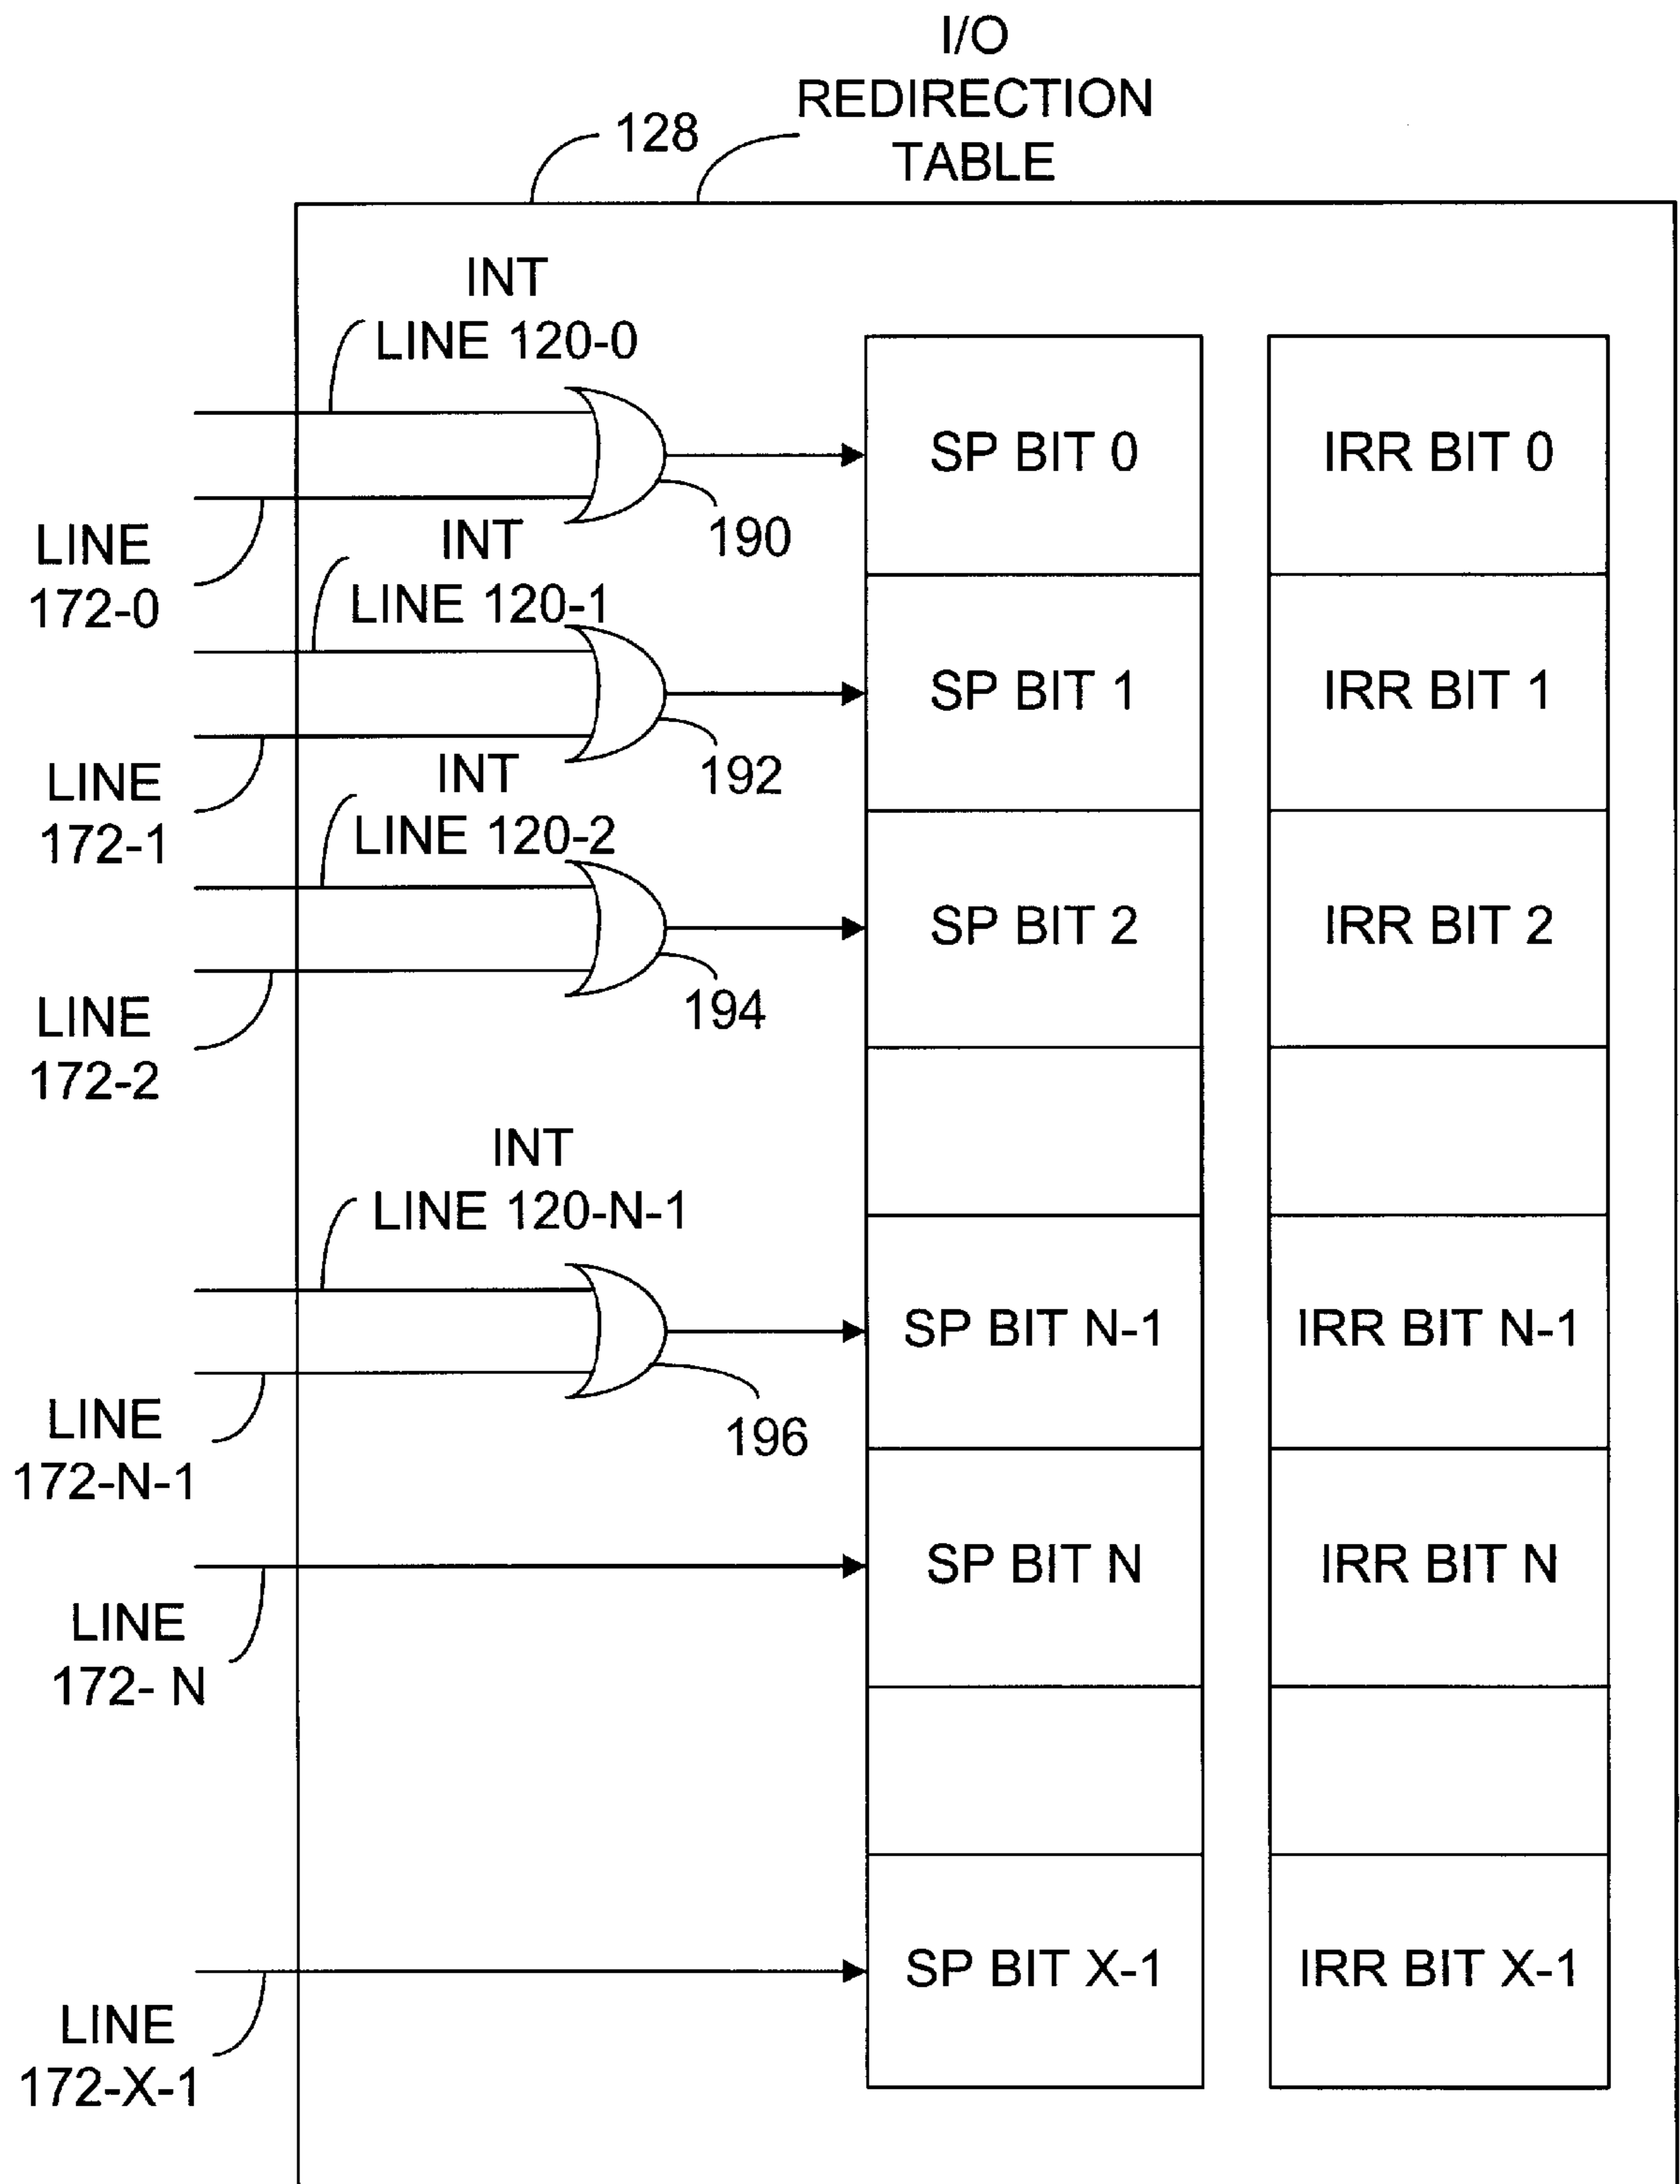 I/O
REDIRECTION
TABLE
128
INT
LINE 120-0
SP BIT 0
IRR BIT 0
190
LINE
172-0
INT
LINE 120-1
SP BIT 1
IRR BIT 1
192
LINE
172-1
INT
LINE 120-2
SP BIT 2
IRR BIT 2
194
LINE
172-2
INT
LINE 120-N-1
SP BIT N-1
IRR BIT N-1
196
LINE
172-N-1
SP BIT N
IRR BIT N
LINE
172- N
SP BIT X-1
IRR BIT X-1
LINE
172-X-1